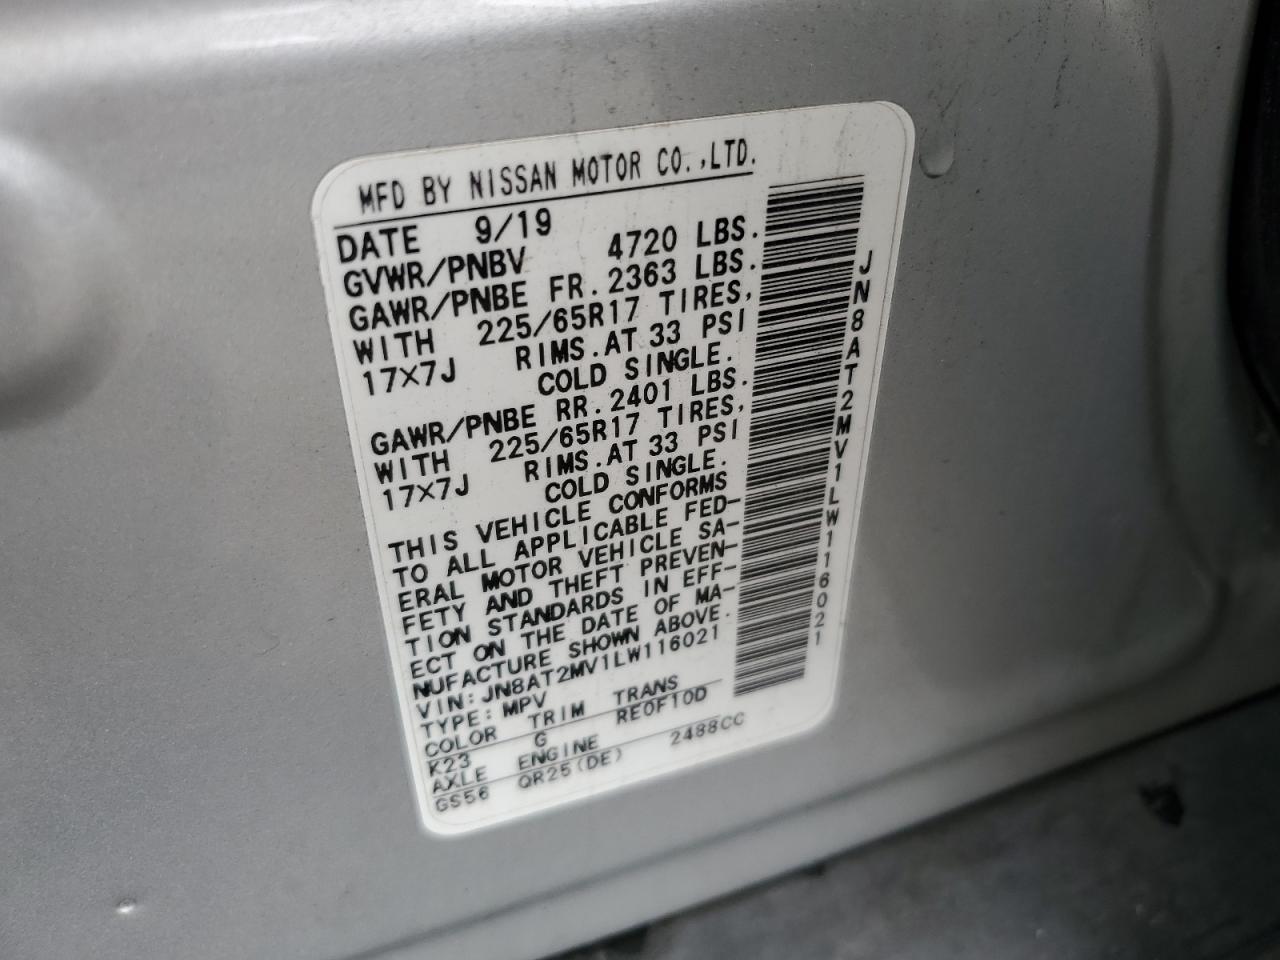 MFD BY NISSAN MOTOR CO.,LTD.
DATE 9/19
GVWR/PNBV 4720 LBS.
GAWR/PNBE FR.2363 LBS.
WITH 225/65R17 TIRES,
17×7J RIMS.AT 33 PSI
COLD SINGLE.
GAWR/PNBE RR.2401 LBS.
WITH 225/65R17 TIRES,
17×7J RIMS.AT 33 PSI
COLD SINGLE.
THIS VEHICLE CONFORMS
TO ALL APPLICABLE FED-
ERAL MOTOR VEHICLE SA-
FETY AND THEFT PREVEN-
TION STANDARDS IN EFF-
ECT ON THE DATE OF MA-
NUFACTURE SHOWN ABOVE.
VIN:JN8AT2MV1LW116021
TYPE:MPV
COLOR TRIM TRANS
K23 G RE0F10D
AXLE ENGINE
GS56 QR25(DE) 2488CC
JN8AT2MV1LW116021